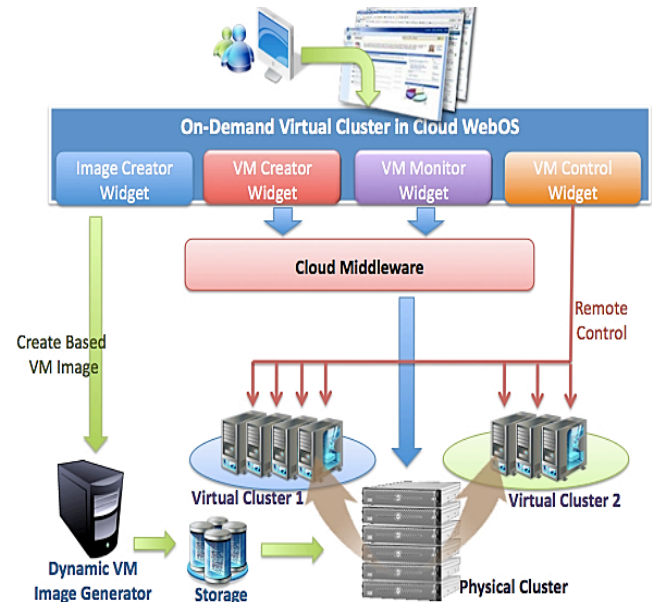 On-Demand Virtual Cluster in Cloud WebOS
Image Creator
Widget
VM Creator
Widget
VM Monitor
Widget
VM Control
Widget
Cloud Middleware
Create Based
VM Image
Remote
Control
Virtual Cluster 1
Virtual Cluster 2
Dynamic VM
Image Generator
Storage
Physical Cluster